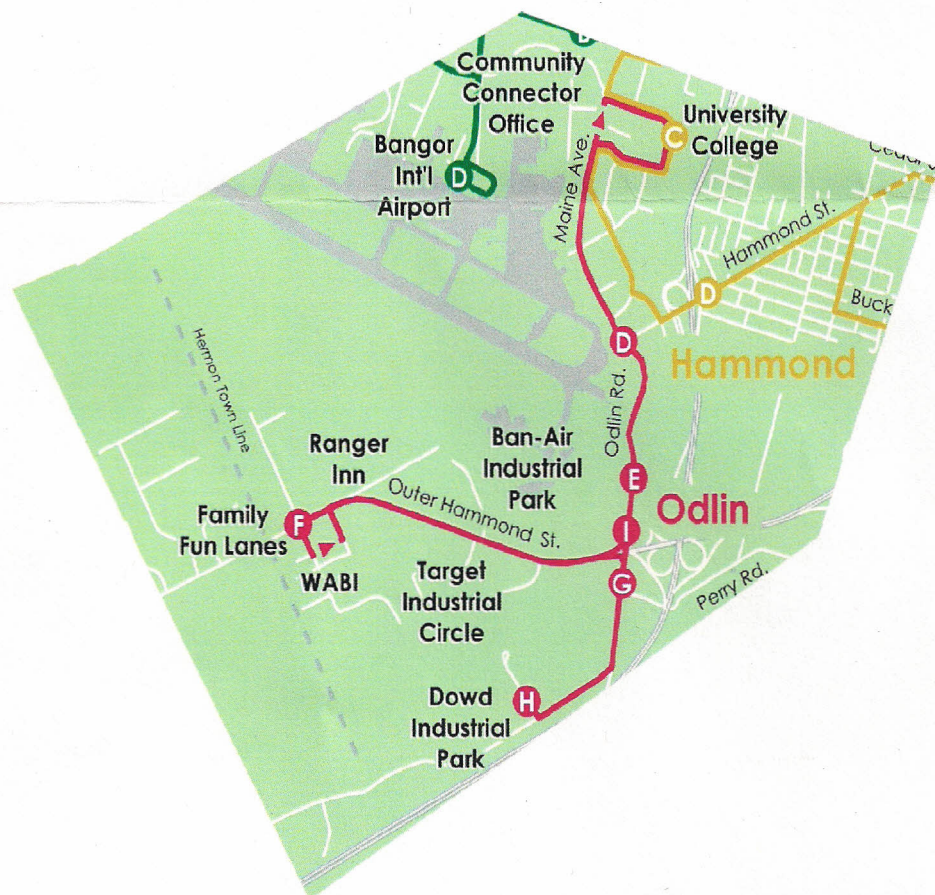 Community
Connector
Office
University
College
C
Bangor
Int'l
Airport
D
Maine Ave.
Hammond St.
D
Buck
D
Hammond
Hermon Town Line
Odlin Rd.
Ranger
Inn
Ban-Air
Industrial
Park
E
Outer Hammond St.
I
Odlin
Family
Fun Lanes
F
WABI
Target
Industrial
Circle
G
Perry Rd.
Dowd
Industrial
Park
H